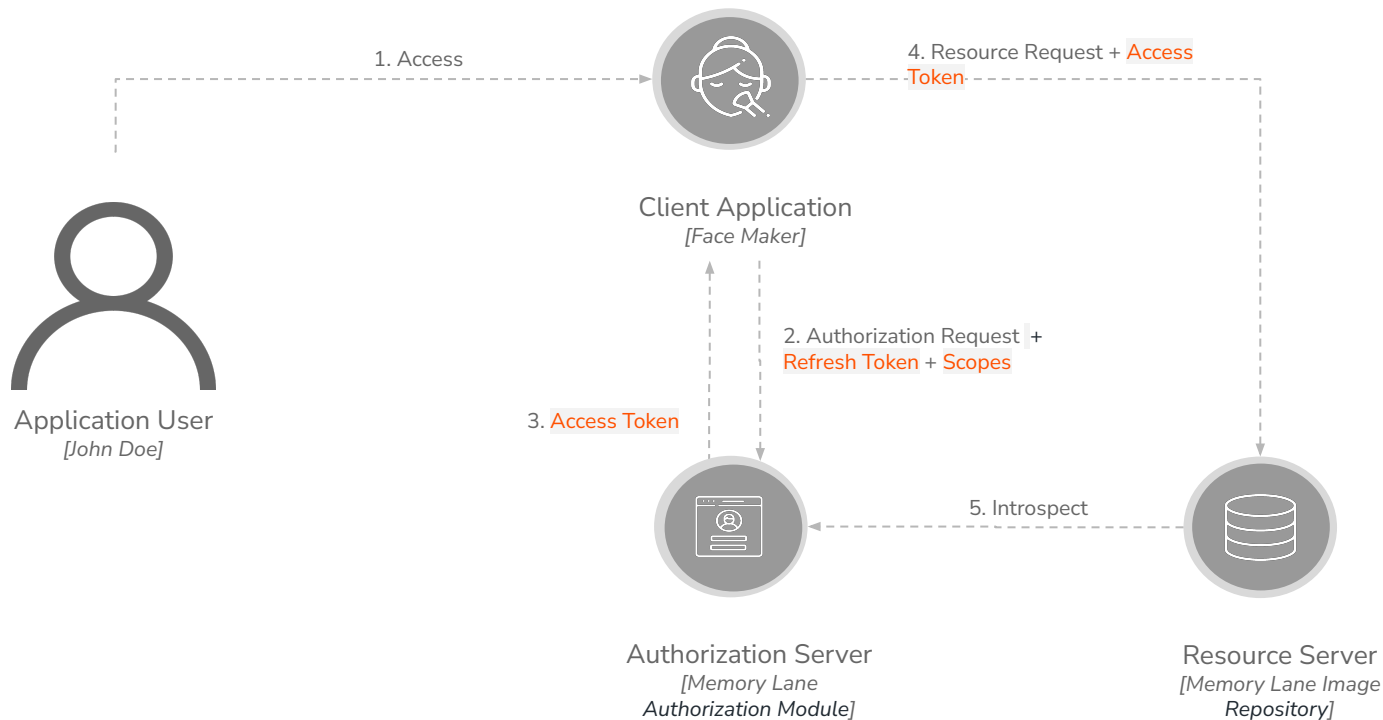 1. Access
4. Resource Request + Access
Token
Client Application
[Face Maker]
2. Authorization Request +
Refresh Token + Scopes
3. Access Token
Application User
[John Doe]
5. Introspect
Authorization Server
[Memory Lane
Authorization Module]
Resource Server
[Memory Lane Image
Repository]